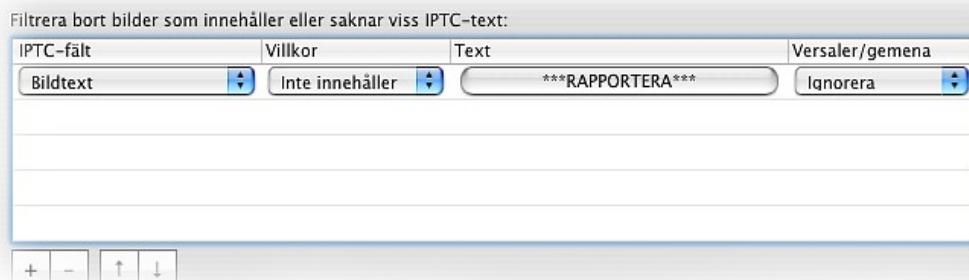 Filtrera bort bilder som innehåller eller saknar viss IPTC-text:
IPTC-fält Villkor Text Versaler/gemena
Bildtext Inte innehåller ***RAPPORTERA*** Ignorera
+ - ↑ ↓